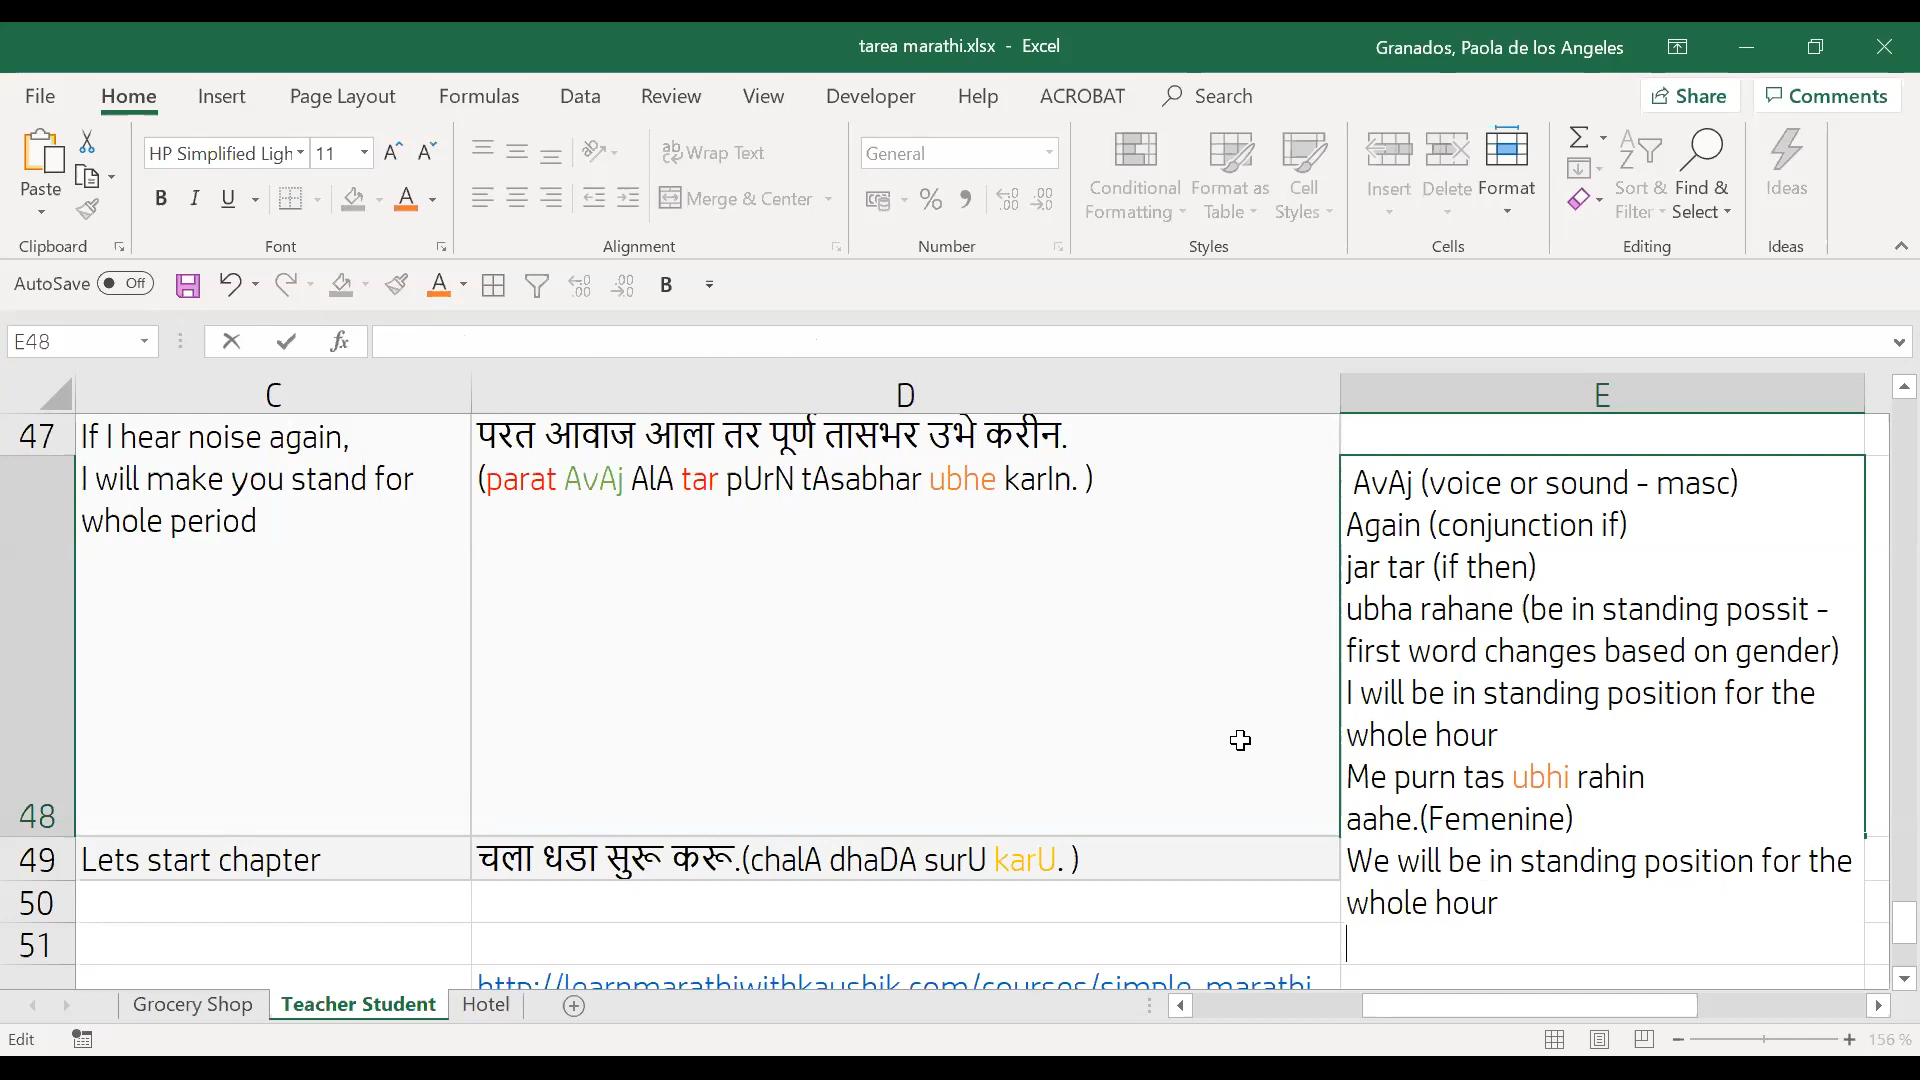 tarea marathi.xlsx - Excel
Granados, Paola de los Angeles
File Home Insert Page Layout Formulas Data Review View Developer Help ACROBAT Search
Share Comments
HP Simplified Ligh 11
Wrap Text
General
Paste
Merge & Center
Conditional Formatting
Format as Table
Cell Styles
Insert Delete Format
Sort & Filter
Find & Select
Ideas
Clipboard Font Alignment Number Styles Cells Editing Ideas
AutoSave Off
E48
fx
C D E
47
If I hear noise again,
परत आवाज आला तर पूर्ण तासभर उभे करीन.
I will make you stand for
whole period
(parat AvAj AlA tar pUrN tAsabhar ubhe karIn. )
AvAj (voice or sound - masc)
Again (conjunction if)
jar tar (if then)
ubha rahane (be in standing possit -
first word changes based on gender)
I will be in standing position for the
whole hour
Me purn tas ubhi rahin
aahe.(Femenine)
We will be in standing position for the
whole hour
48
49
Lets start chapter
चला धडा सुरू करू.(chalA dhaDA surU karU. )
50
51
http://learnmarathiwithkaushik.com/courses/simple_marathi
Grocery Shop Teacher Student Hotel
Edit
156 %